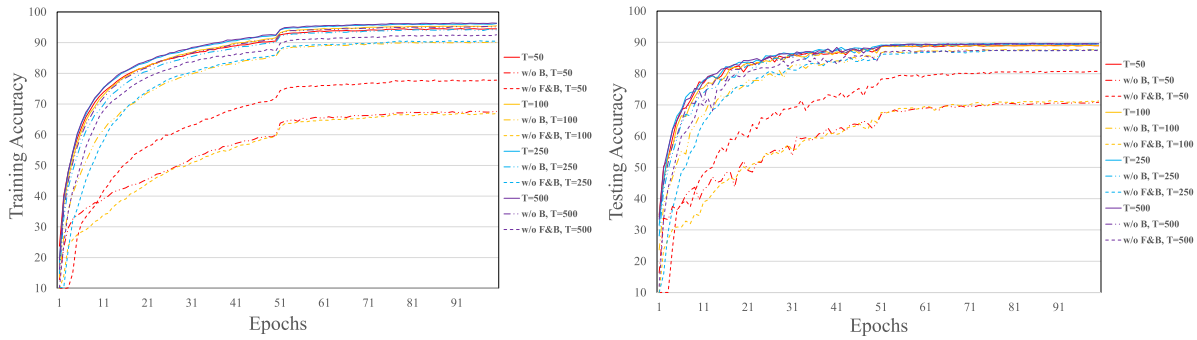 100
90
80
70
60
50
40
30
20
10
Training Accuracy
1 11 21 31 41 51 61 71 81 91
Epochs
T=50
w/o B, T=50
w/o F&B, T=50
T=100
w/o B, T=100
w/o F&B, T=100
T=250
w/o B, T=250
w/o F&B, T=250
T=500
w/o B, T=500
w/o F&B, T=500
100
90
80
70
60
50
40
30
20
10
Testing Accuracy
1 11 21 31 41 51 61 71 81 91
Epochs
T=50
w/o B, T=50
w/o F&B, T=50
T=100
w/o B, T=100
w/o F&B, T=100
T=250
w/o B, T=250
w/o F&B, T=250
T=500
w/o B, T=500
w/o F&B, T=500